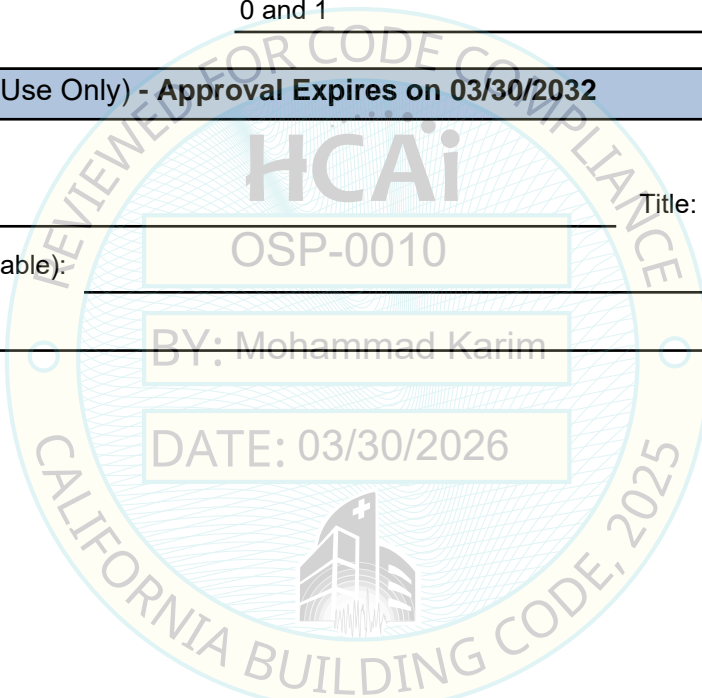 0 and 1
Use Only) - Approval Expires on 03/30/2032
REVIEWED FOR CODE COMPLIANCE
HCAi
Title:
OSP-0010
able):
BY: Mohammad Karim
DATE: 03/30/2026
CALIFORNIA BUILDING CODE, 2025